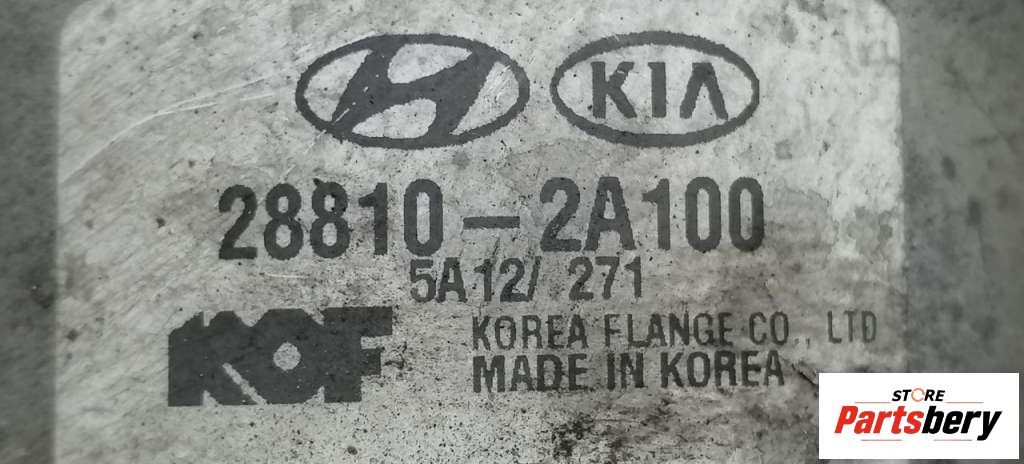 KIA
28810-2A100
5A12/ 271
KOF
KOREA FLANGE CO., LTD
MADE IN KOREA
STORE
Partsbery